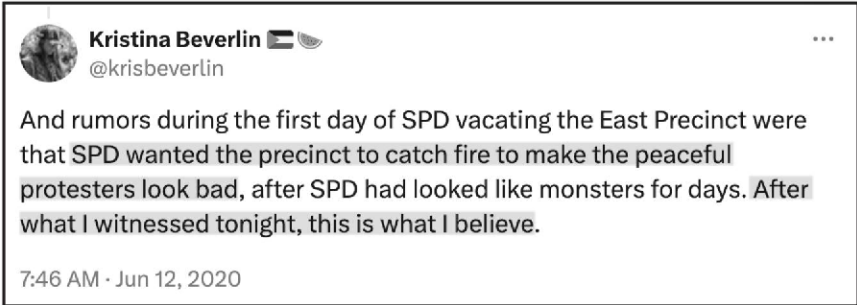 Kristina Beverlin 🇵🇸🍉
@krisbeverlin
And rumors during the first day of SPD vacating the East Precinct were
that SPD wanted the precinct to catch fire to make the peaceful
protesters look bad, after SPD had looked like monsters for days. After
what I witnessed tonight, this is what I believe.
7:46 AM · Jun 12, 2020